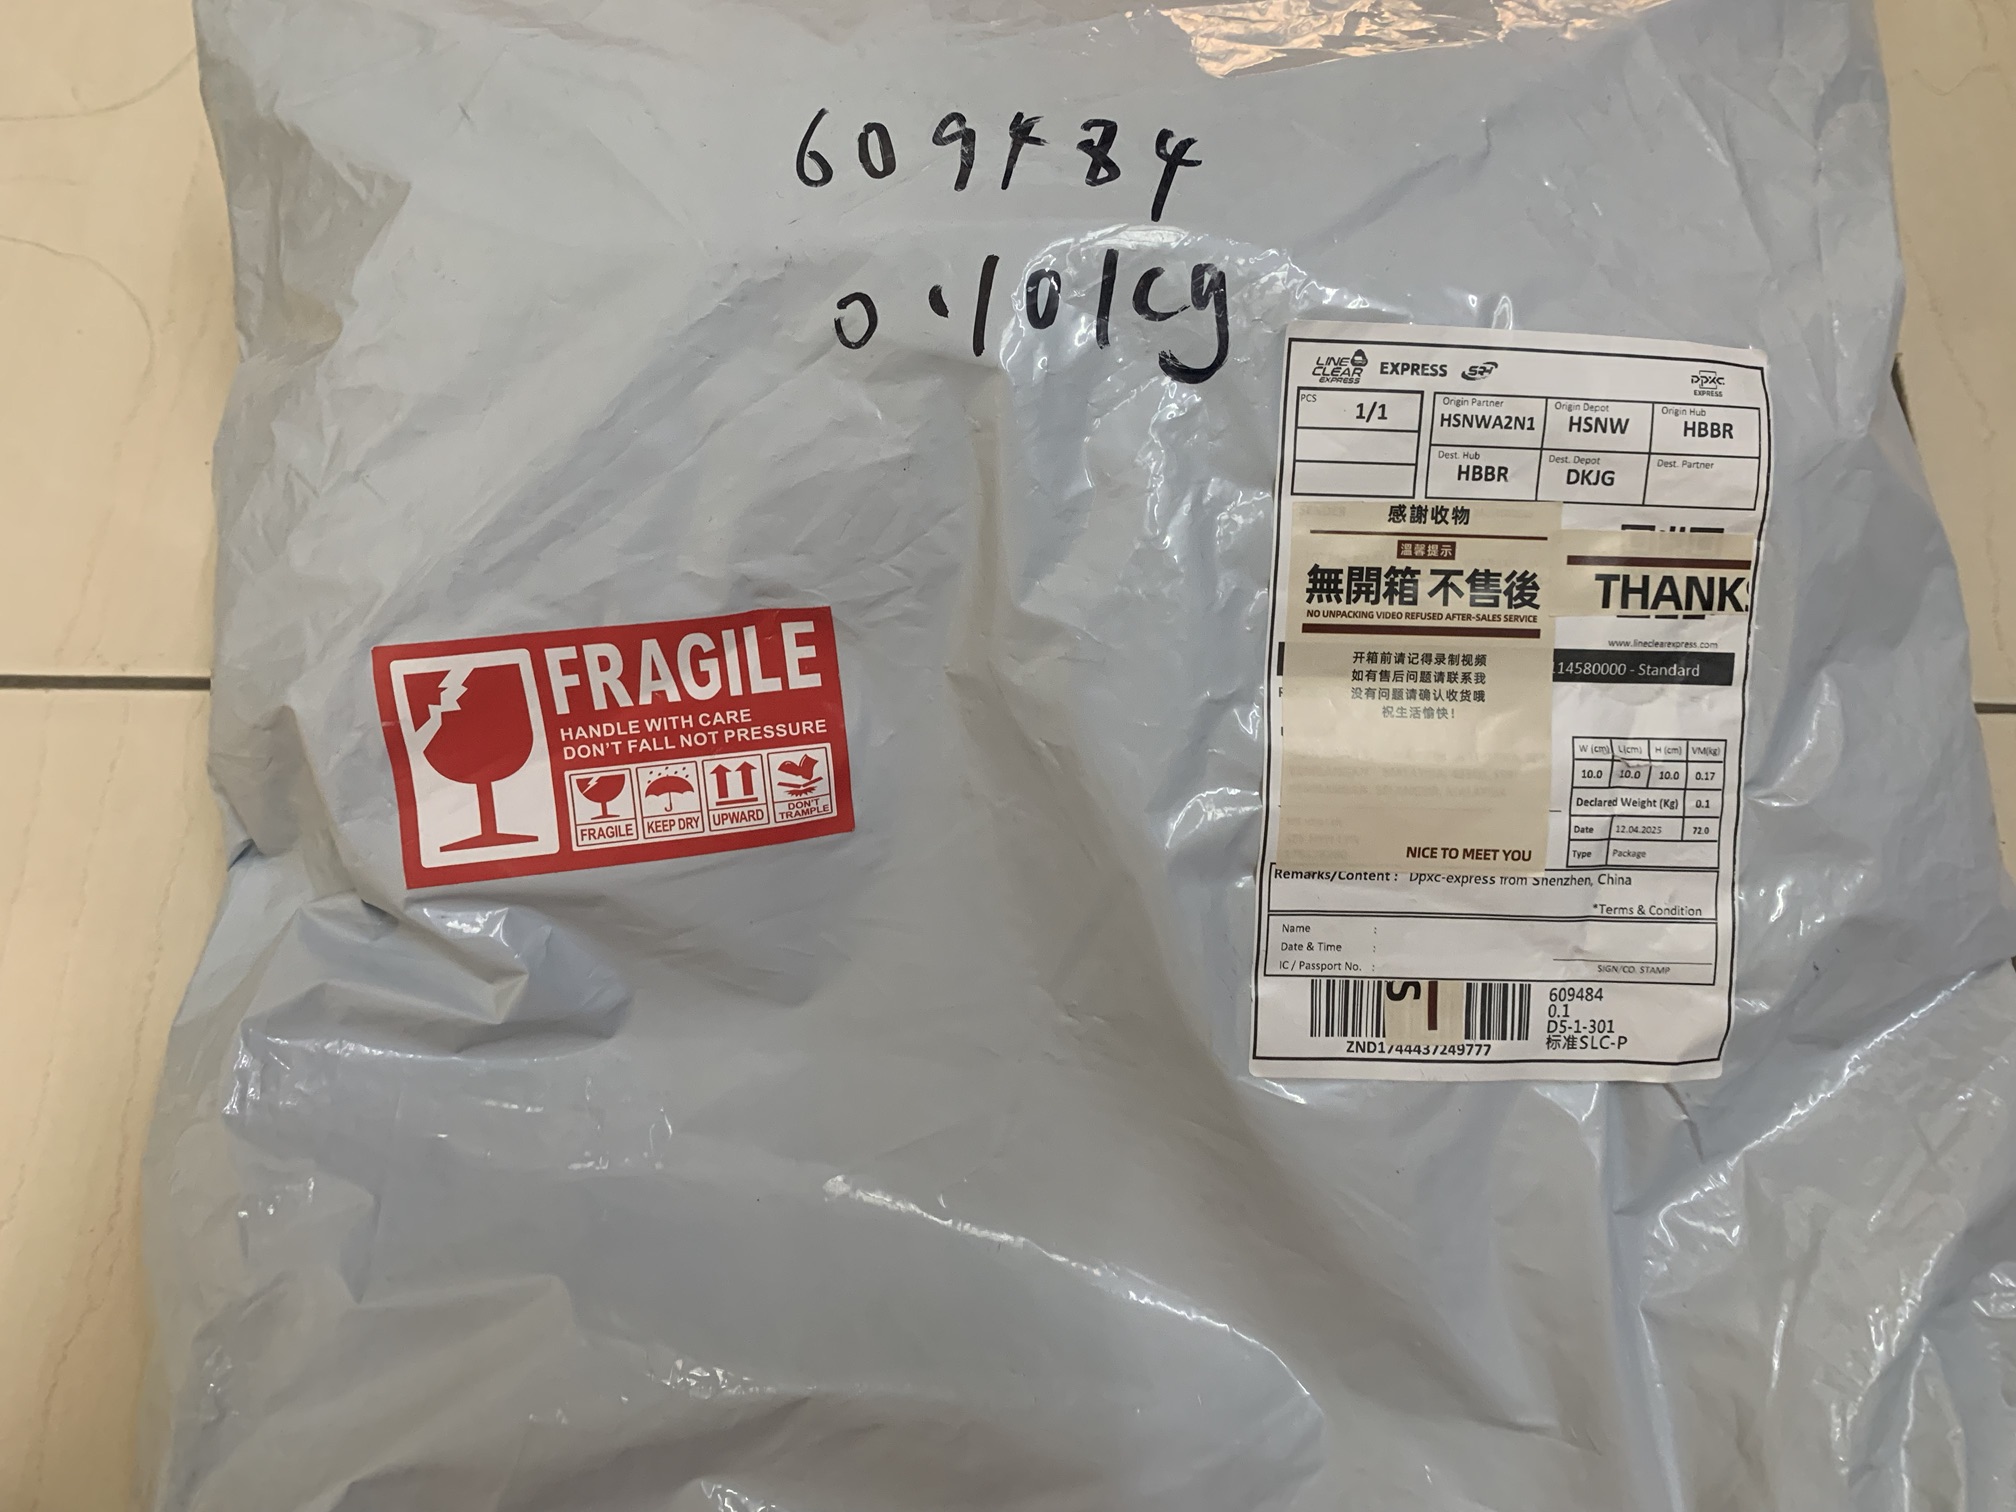 609484
0.10kg
FRAGILE
HANDLE WITH CARE
DON'T FALL NOT PRESSURE
FRAGILE
KEEP DRY
UPWARD
DON'T
TRAMPLE
LINE
CLEAR
EXPRESS
EXPRESS
DPXC
EXPRESS
PCS
1/1
Origin Partner
HSNWA2N1
Origin Depot
HSNW
Origin Hub
HBBR
Dest. Hub
HBBR
Dest. Depot
DKJG
Dest. Partner
感謝收物
溫馨提示
無開箱 不售後
NO UNPACKING VIDEO REFUSED AFTER-SALES SERVICE
开箱前请记得录制视频
如有售后问题请联系我
没有问题请确认收货哦
祝生活愉快!
NICE TO MEET YOU
THANKS
www.lineclearexpress.com
14580000 - Standard
W (cm) L(cm) H (cm) VM(kg)
10.0 10.0 10.0 0.17
Declared Weight (Kg) 0.1
Date 12.04.2025 72.0
Type Package
Remarks/Content : Dpxc-express from Shenzhen, China
*Terms & Condition
Name :
Date & Time :
IC / Passport No. :
SIGN/CO. STAMP
S
ZND1744437249777
609484
0.1
D5-1-301
标准SLC-P